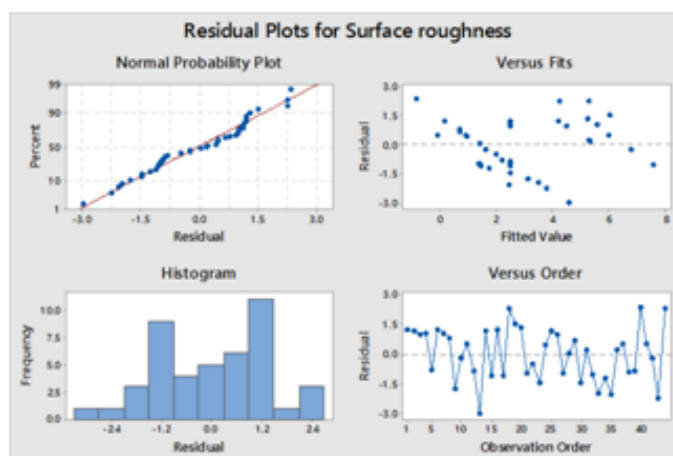 Residual Plots for Surface roughness
Normal Probability Plot
99
90
50
10
1
Percent
-3.0 -1.5 0.0 1.5 3.0
Residual
Versus Fits
3.0
1.5
0.0
-1.5
-3.0
Residual
0 2 4 6 8
Fitted Value
Histogram
10.0
7.5
5.0
2.5
0.0
Frequency
-2.4 -1.2 0.0 1.2 2.4
Residual
Versus Order
3.0
1.5
0.0
-1.5
-3.0
Residual
1 5 10 15 20 25 30 35 40
Observation Order